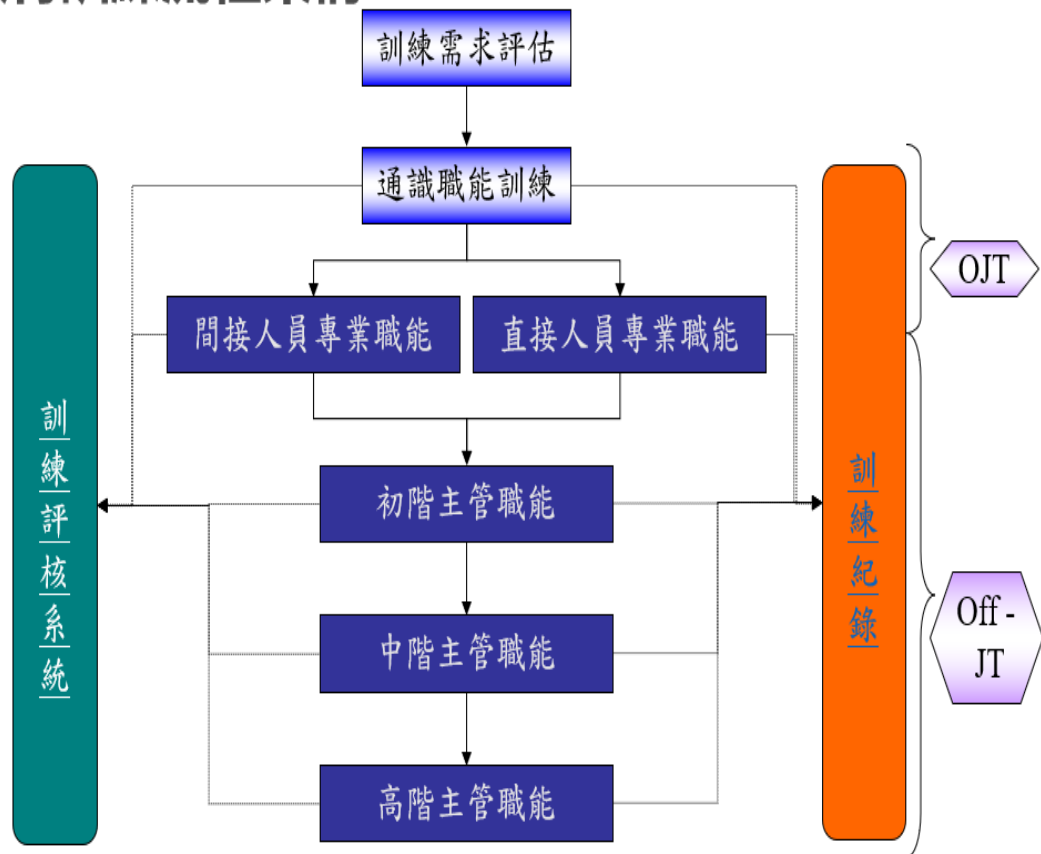 訓練需求評估
通識職能訓練
OJT
間接人員專業職能
直接人員專業職能
訓練評核系統
初階主管職能
訓練紀錄
中階主管職能
Off -
JT
高階主管職能